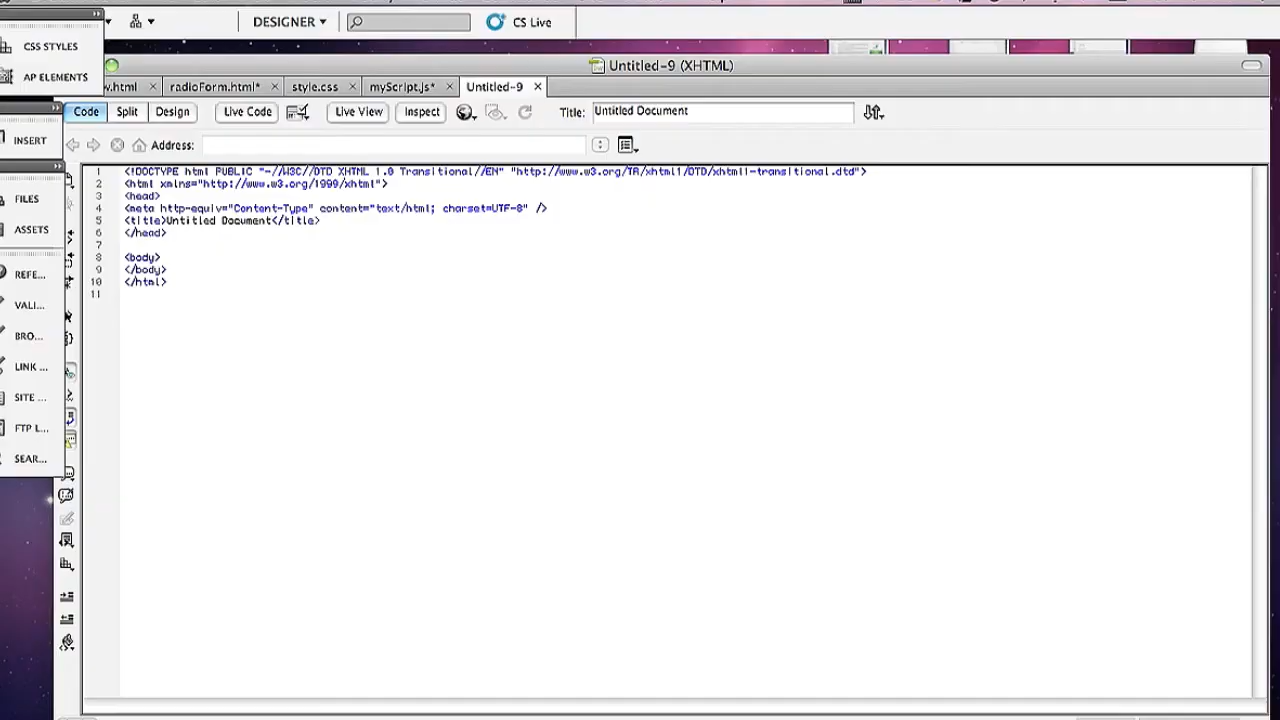 DESIGNER
CS Live
CSS STYLES
AP ELEMENTS
INSERT
FILES
ASSETS
REFE...
VALI...
BRO...
LINK ...
SITE ...
FTP L...
SEAR...
Untitled-9 (XHTML)
w.html
radioForm.html*
style.css
myScript.js*
Untitled-9
Code
Split
Design
Live Code
Live View
Inspect
Title:
Untitled Document
Address:
1 <!DOCTYPE html PUBLIC "-//W3C//DTD XHTML 1.0 Transitional//EN" "http://www.w3.org/TR/xhtml1/DTD/xhtml1-transitional.dtd">
2 <html xmlns="http://www.w3.org/1999/xhtml">
3 <head>
4 <meta http-equiv="Content-Type" content="text/html; charset=UTF-8" />
5 <title>Untitled Document</title>
6 </head>
7
8 <body>
9 </body>
10 </html>
11